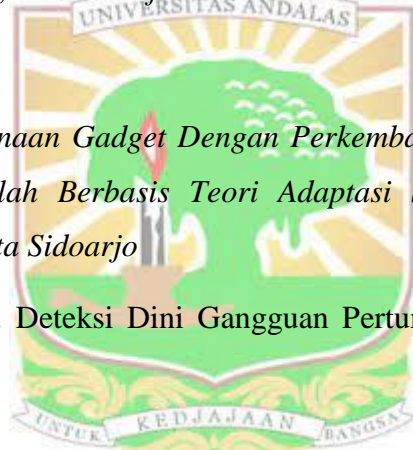 UNIVERSITAS ANDALAS
naan Gadget Dengan Perkemba
lah Berbasis Teori Adaptasi
ta Sidoarjo
Deteksi Dini Gangguan Pertu
UNTUK KEDJAJAAN BANGSA